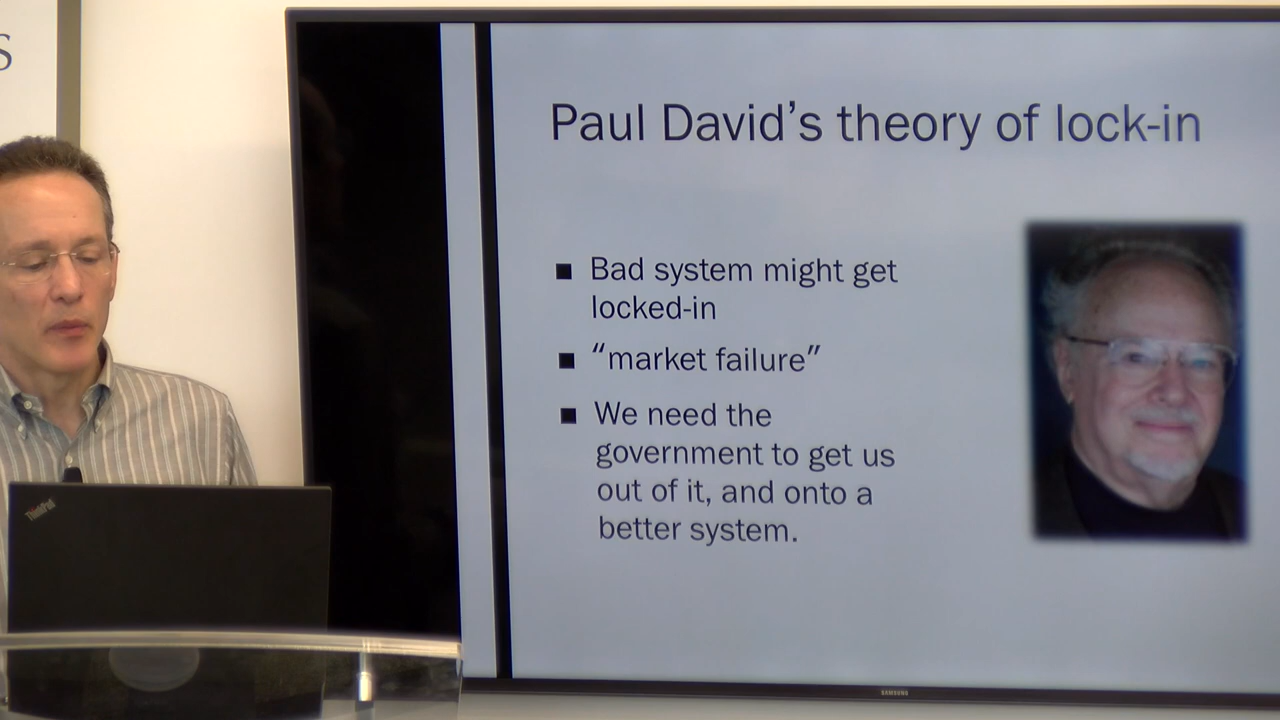 S
Paul David's theory of lock-in
■ Bad system might get
locked-in
■ “market failure”
■ We need the
government to get us
out of it, and onto a
better system.
ThinkPad
SAMSUNG